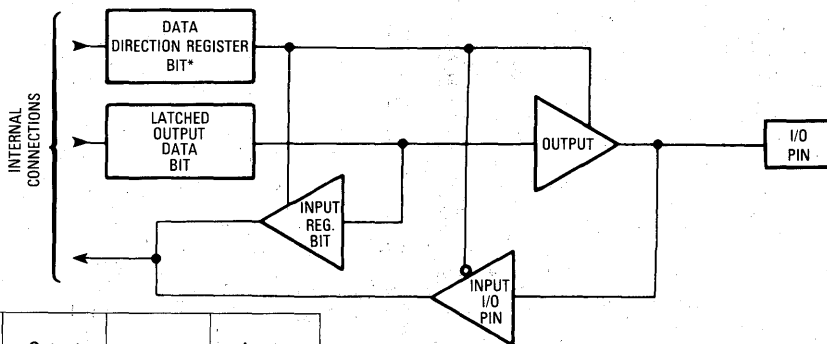 DATA
DIRECTION REGISTER
BIT*
LATCHED
OUTPUT
DATA
BIT
INTERNAL
CONNECTIONS
OUTPUT
I/O
PIN
INPUT
REG.
BIT
INPUT
I/O
PIN